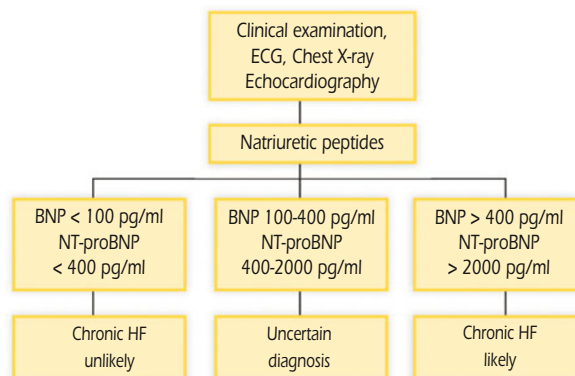 Clinical examination,
ECG, Chest X-ray
Echocardiography
Natriuretic peptides
BNP < 100 pg/ml
NT-proBNP
< 400 pg/ml
BNP 100-400 pg/ml
NT-proBNP
400-2000 pg/ml
BNP > 400 pg/ml
NT-proBNP
> 2000 pg/ml
Chronic HF
unlikely
Uncertain
diagnosis
Chronic HF
likely